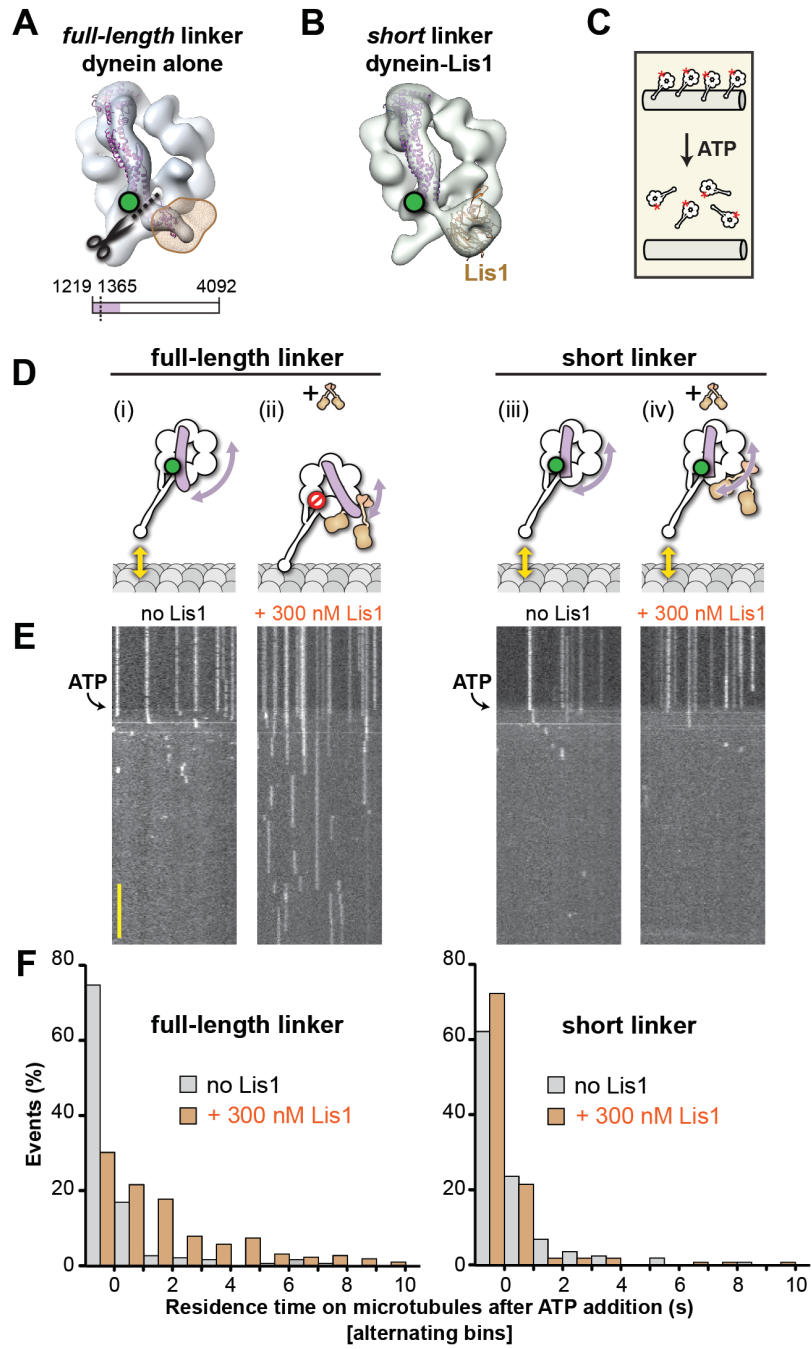 A
full-length linker
dynein alone
1219 1365 4092
B
short linker
dynein-Lis1
Lis1
C
ATP
D
full-length linker
short linker
(i)
(ii)
+
(iii)
(iv)
+
no Lis1
+ 300 nM Lis1
no Lis1
+ 300 nM Lis1
E
ATP
ATP
F
80
60
40
20
0
Events (%)
full-length linker
no Lis1
+ 300 nM Lis1
0 2 4 6 8 10
80
60
40
20
0
short linker
no Lis1
+ 300 nM Lis1
0 2 4 6 8 10
Residence time on microtubules after ATP addition (s)
[alternating bins]